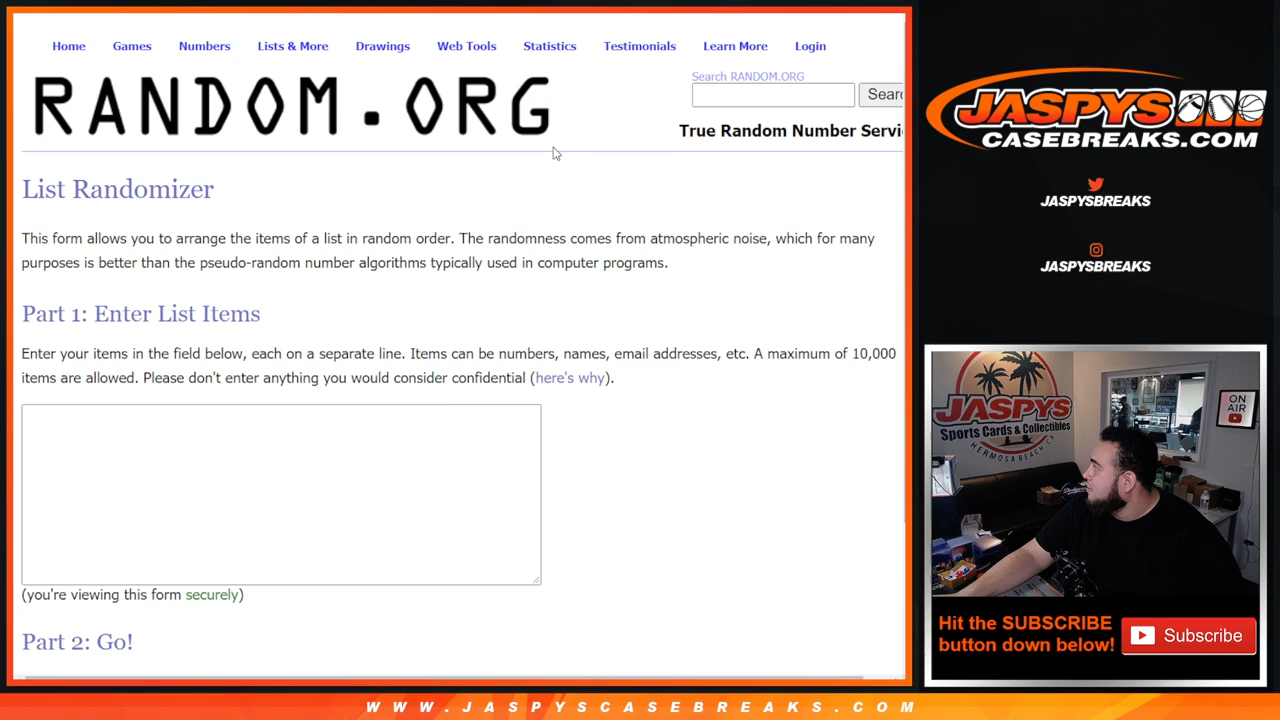 Home Games Numbers Lists & More Drawings Web Tools Statistics Testimonials Learn More Login
RANDOM.ORG
Search RANDOM.ORG
Searc
True Random Number Servi
List Randomizer
This form allows you to arrange the items of a list in random order. The randomness comes from atmospheric noise, which for many
purposes is better than the pseudo-random number algorithms typically used in computer programs.
Part 1: Enter List Items
Enter your items in the field below, each on a separate line. Items can be numbers, names, email addresses, etc. A maximum of 10,000
items are allowed. Please don't enter anything you would consider confidential (here's why).
(you're viewing this form securely)
Part 2: Go!
JASPYS
CASEBREAKS.COM
JASPYSBREAKS
JASPYSBREAKS
JASPYS
Sports Cards & Collectibles
HERMOSA BEACH, CA
ON
AIR
Hit the SUBSCRIBE
button down below!
Subscribe
WWW.JASPYSCASEBREAKS.COM